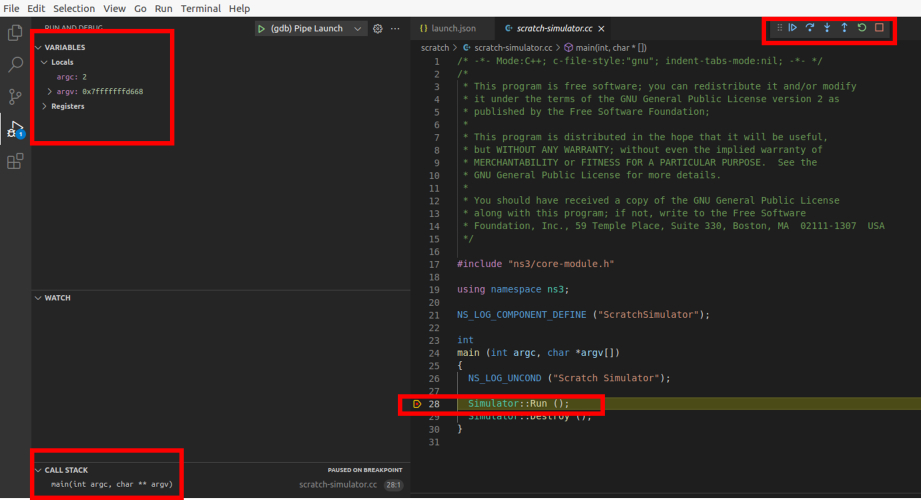 File Edit Selection View Go Run Terminal Help
RUN AND DEBUG
(gdb) Pipe Launch
VARIABLES
Locals
argc: 2
argv: 0x7fffffffd668
Registers
1
WATCH
CALL STACK
PAUSED ON BREAKPOINT
main(int argc, char ** argv)
scratch-simulator.cc 28:1
{} launch.json
scratch-simulator.cc
scratch > scratch-simulator.cc > main(int, char * [])
1 /* -*- Mode:C++; c-file-style:"gnu"; indent-tabs-mode:nil; -*- */
2 /*
3 * This program is free software; you can redistribute it and/or modify
4 * it under the terms of the GNU General Public License version 2 as
5 * published by the Free Software Foundation;
6 *
7 * This program is distributed in the hope that it will be useful,
8 * but WITHOUT ANY WARRANTY; without even the implied warranty of
9 * MERCHANTABILITY or FITNESS FOR A PARTICULAR PURPOSE.  See the
10 * GNU General Public License for more details.
11 *
12 * You should have received a copy of the GNU General Public License
13 * along with this program; if not, write to the Free Software
14 * Foundation, Inc., 59 Temple Place, Suite 330, Boston, MA  02111-1307  USA
15 */
16
17 #include "ns3/core-module.h"
18
19 using namespace ns3;
20
21 NS_LOG_COMPONENT_DEFINE ("ScratchSimulator");
22
23 int
24 main (int argc, char *argv[])
25 {
26 NS_LOG_UNCOND ("Scratch Simulator");
27
28 Simulator::Run ();
29 Simulator::Destroy ();
30 }
31